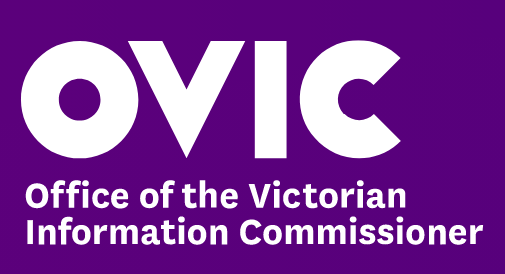 OVIC
Office of the Victorian
Information Commissioner